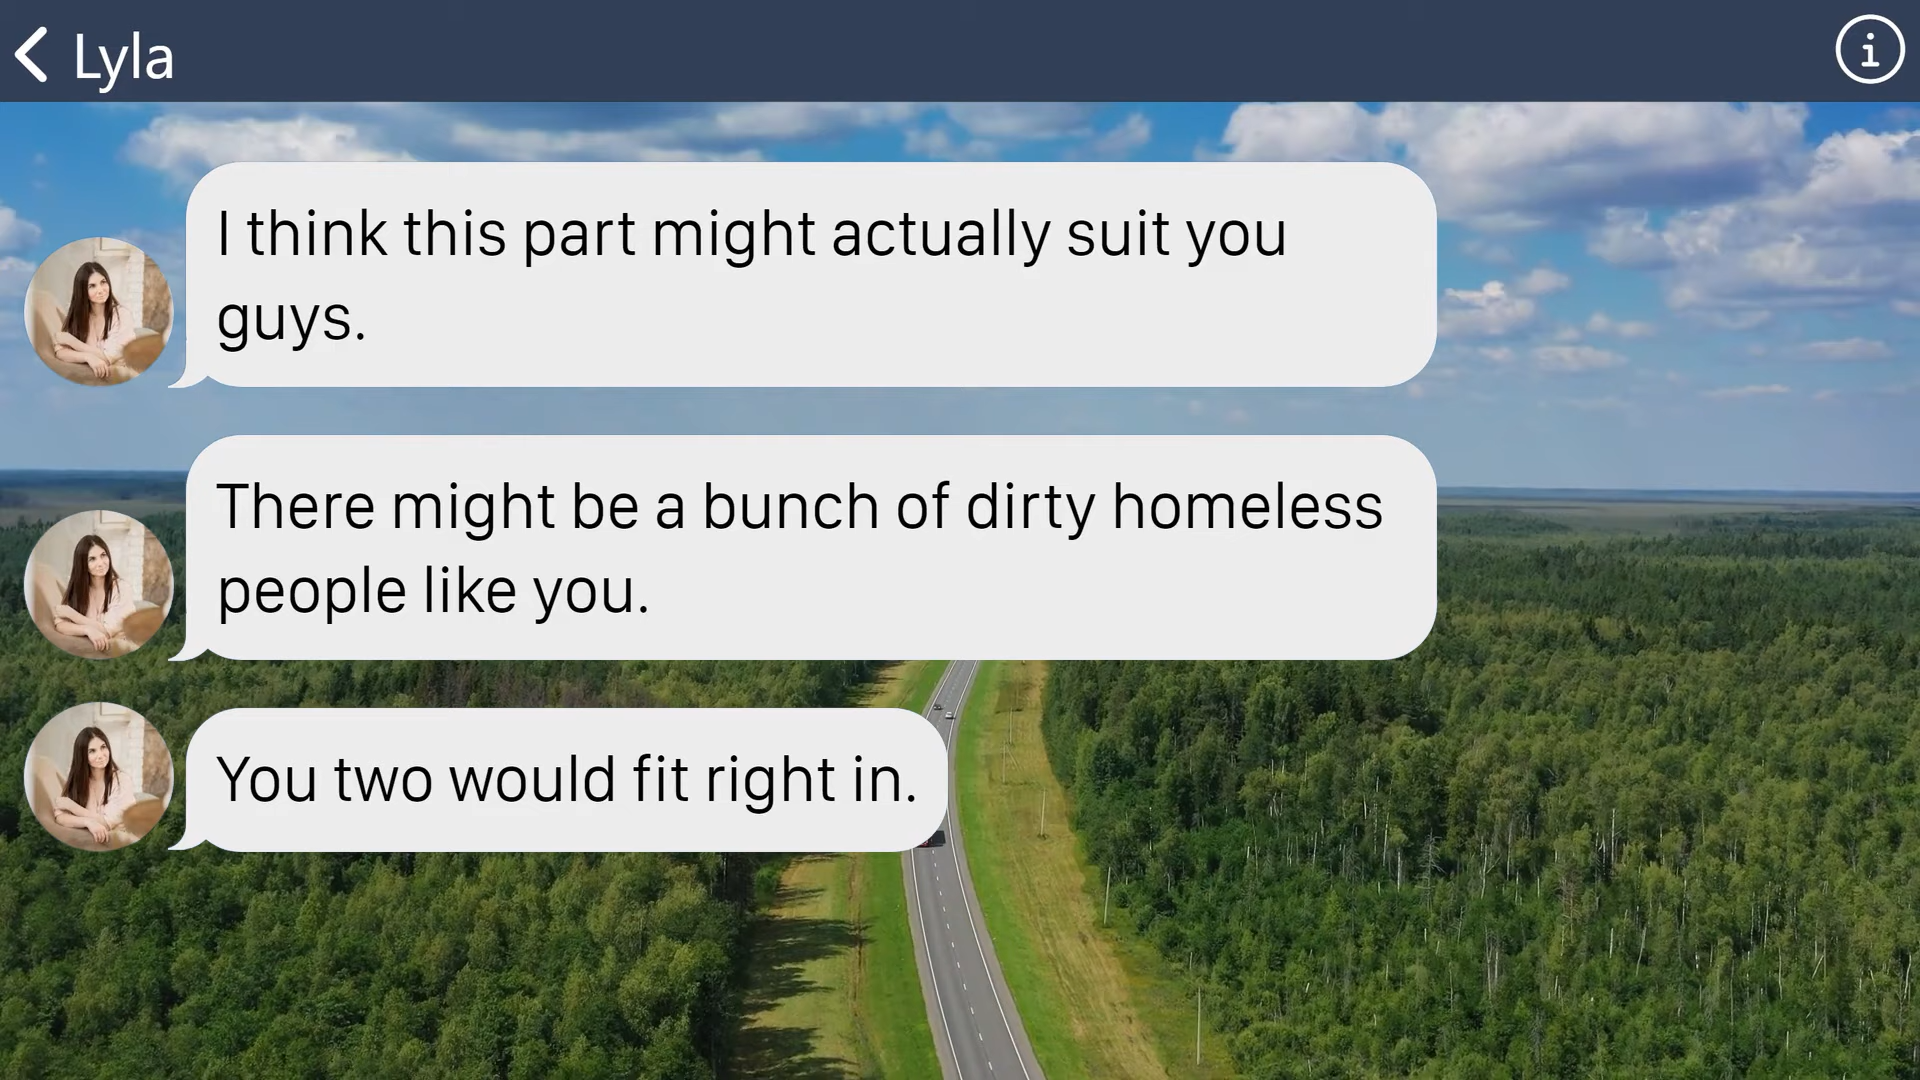 Lyla
I think this part might actually suit you
guys.
There might be a bunch of dirty homeless
people like you.
You two would fit right in.